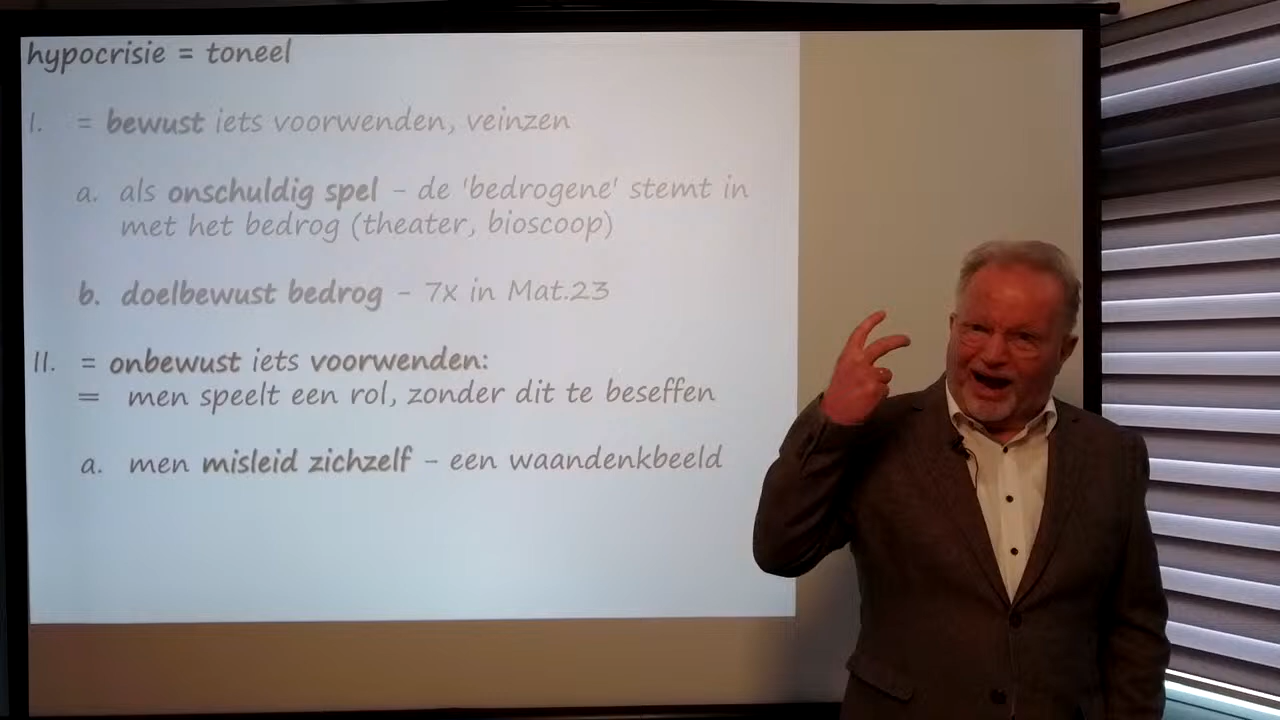 hypocrisie = toneel
I. = bewust iets voorwenden, veinzen
a. als onschuldig spel – de 'bedrogene' stemt in
met het bedrog (theater, bioscoop)
b. doelbewust bedrog – 7x in Mat.23
II. = onbewust iets voorwenden:
= men speelt een rol, zonder dit te beseffen
a. men misleid zichzelf – een waandenkbeeld